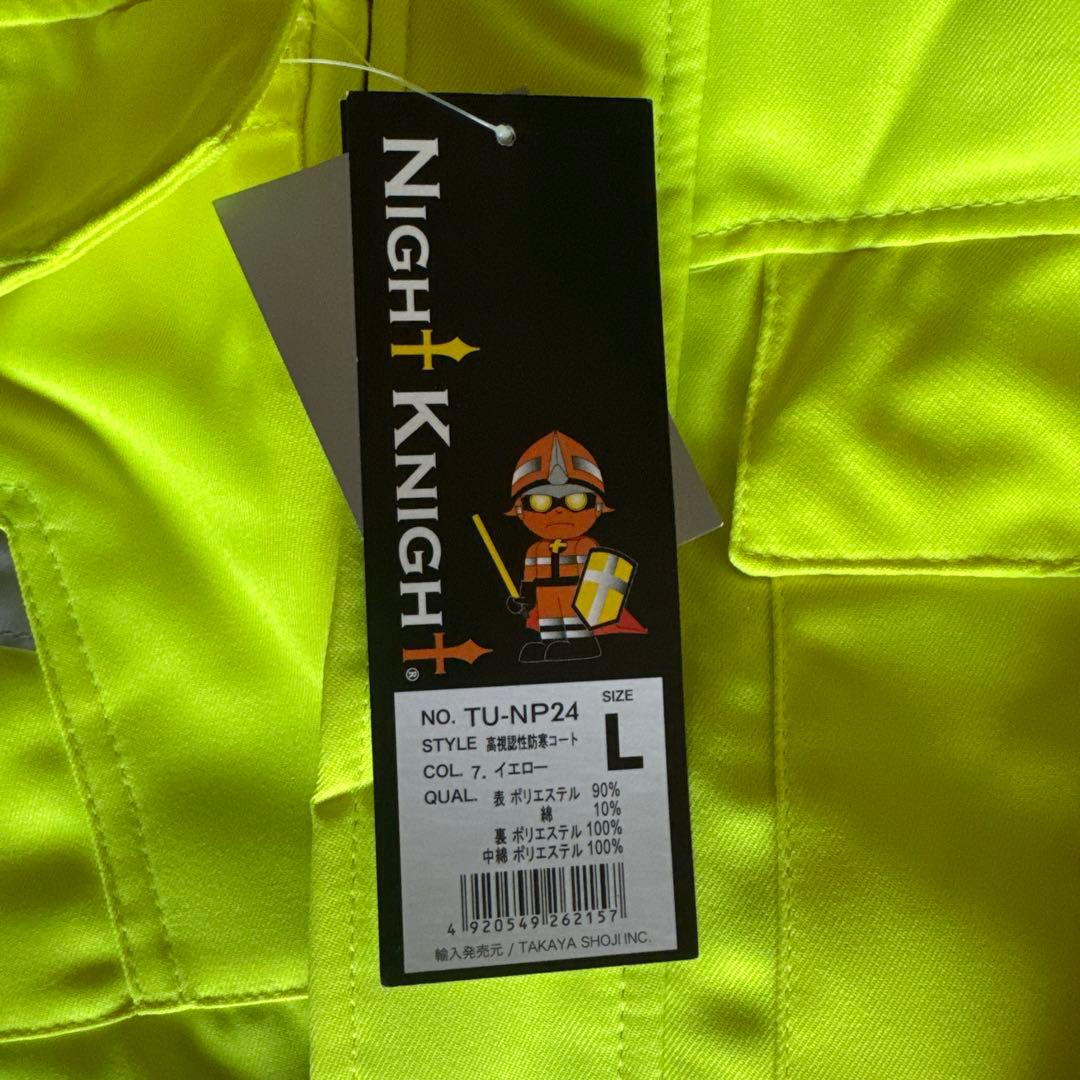 NIGHT KNIGHT®
NO. TU-NP24
SIZE
L
STYLE 高視認性防寒コート
COL. 7. イエロー
QUAL. 表 ポリエステル 90%
綿 10%
裏 ポリエステル 100%
中綿 ポリエステル 100%
4 920549 262157
輸入発売元 / TAKAYA SHOJI INC.